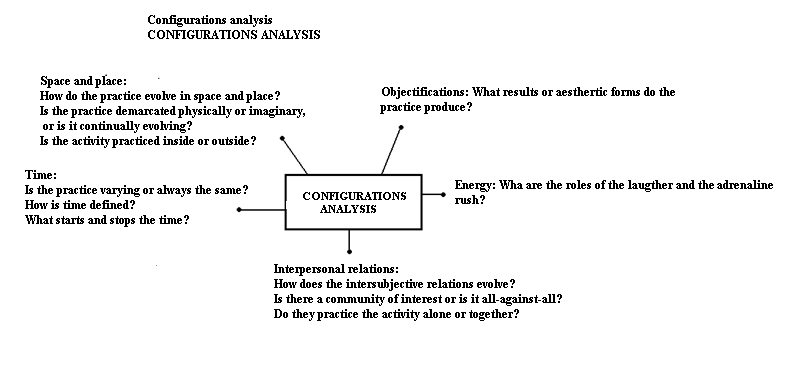 Configurations analysis
CONFIGURATIONS ANALYSIS
Space and place:
How do the practice evolve in space and place?
Is the practice demarcated physically or imaginary,
or is it continually evolving?
Is the activity practiced inside or outside?
Objectifications: What results or aesthertic forms do the
practice produce?
Time:
Is the practice varying or always the same?
How is time defined?
What starts and stops the time?
CONFIGURATIONS
ANALYSIS
Energy: Wha are the roles of the laugther and the adrenaline
rush?
Interpersonal relations:
How does the intersubjective relations evolve?
Is there a community of interest or is it all-against-all?
Do they practice the activity alone or together?